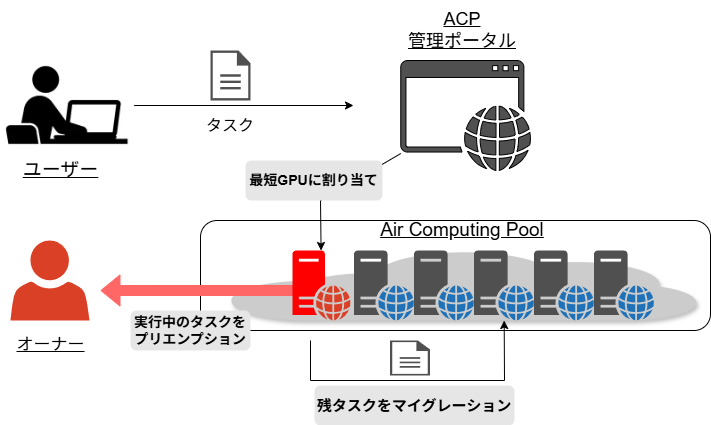 ACP
管理ポータル
タスク
ユーザー
最短GPUに割り当て
Air Computing Pool
実行中のタスクを
プリエンプション
オーナー
残タスクをマイグレーション